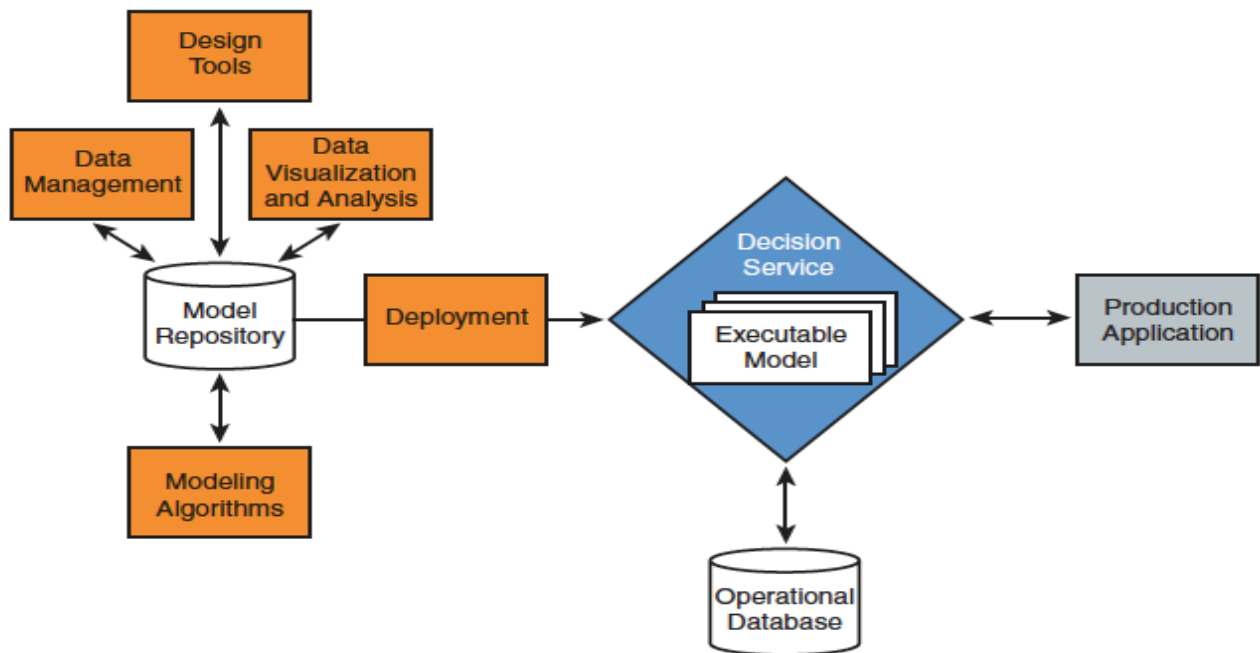 Design
Tools
Data
Management
Data
Visualization
and Analysis
Model
Repository
Deployment
Decision
Service
Executable
Model
Production
Application
Modeling
Algorithms
Operational
Database